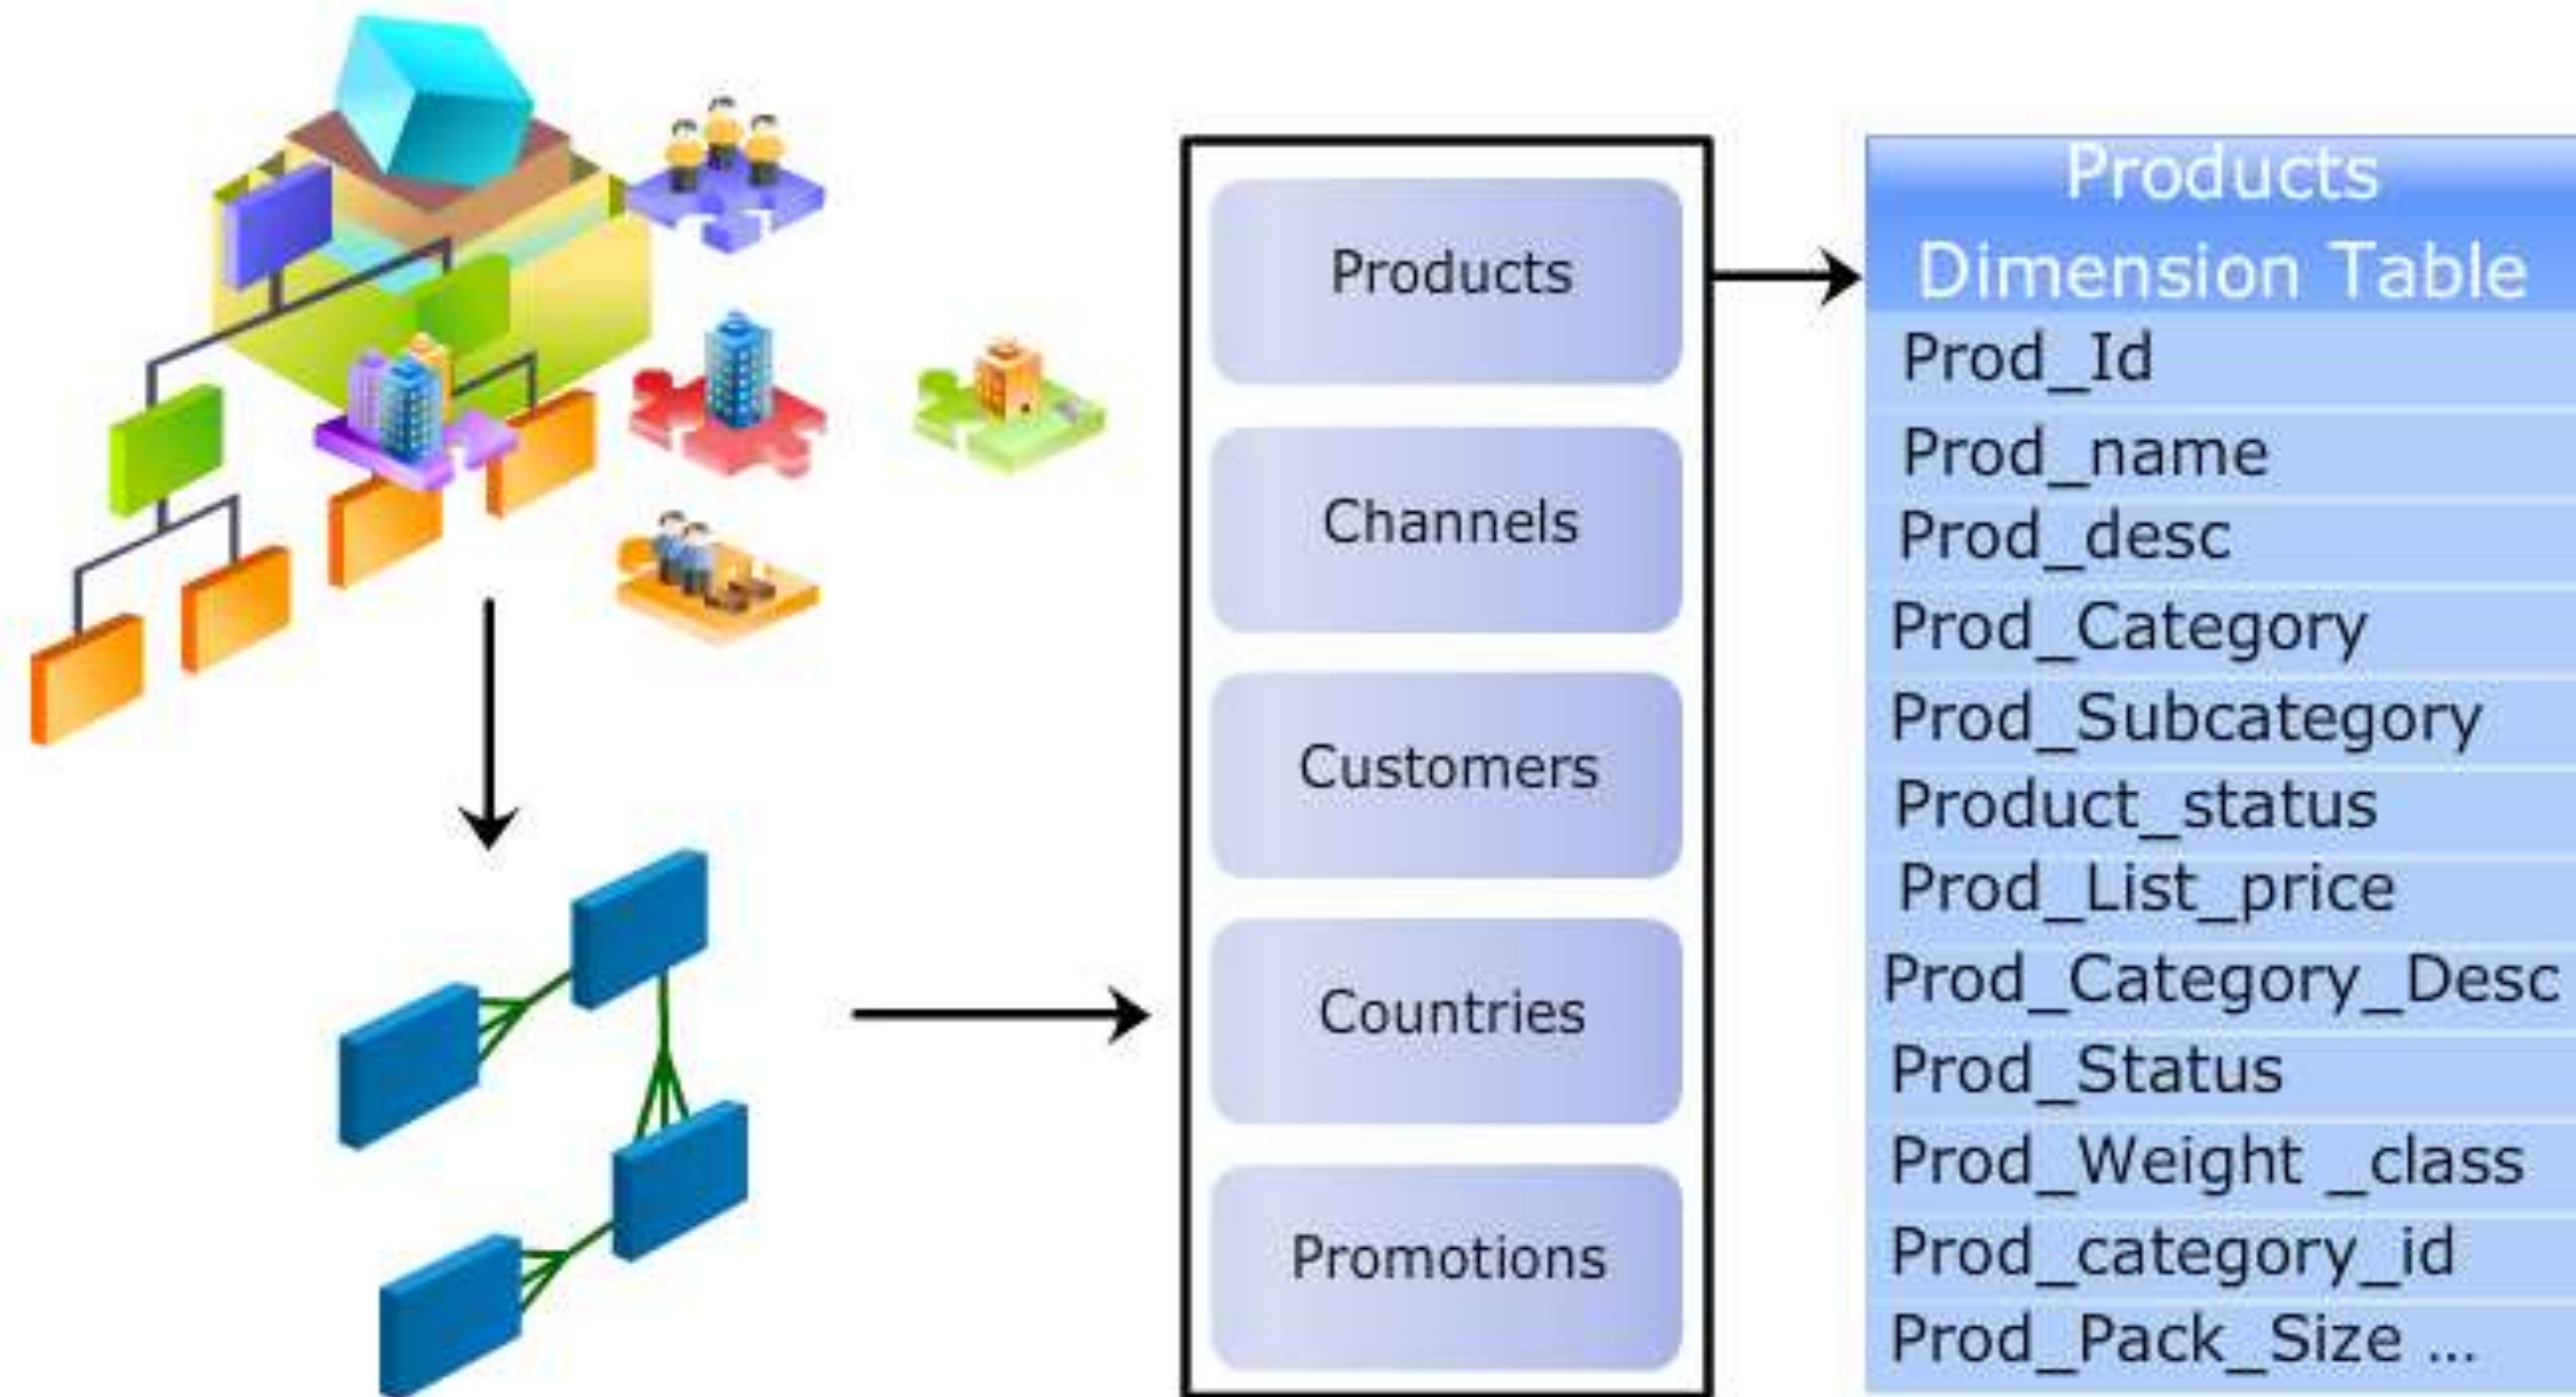 Products
Channels
Customers
Countries
Promotions
Products
Dimension Table
Prod_Id
Prod_name
Prod_desc
Prod_Category
Prod_Subcategory
Product_status
Prod_List_price
Prod_Category_Desc
Prod_Status
Prod_Weight _class
Prod_category_id
Prod_Pack_Size ...